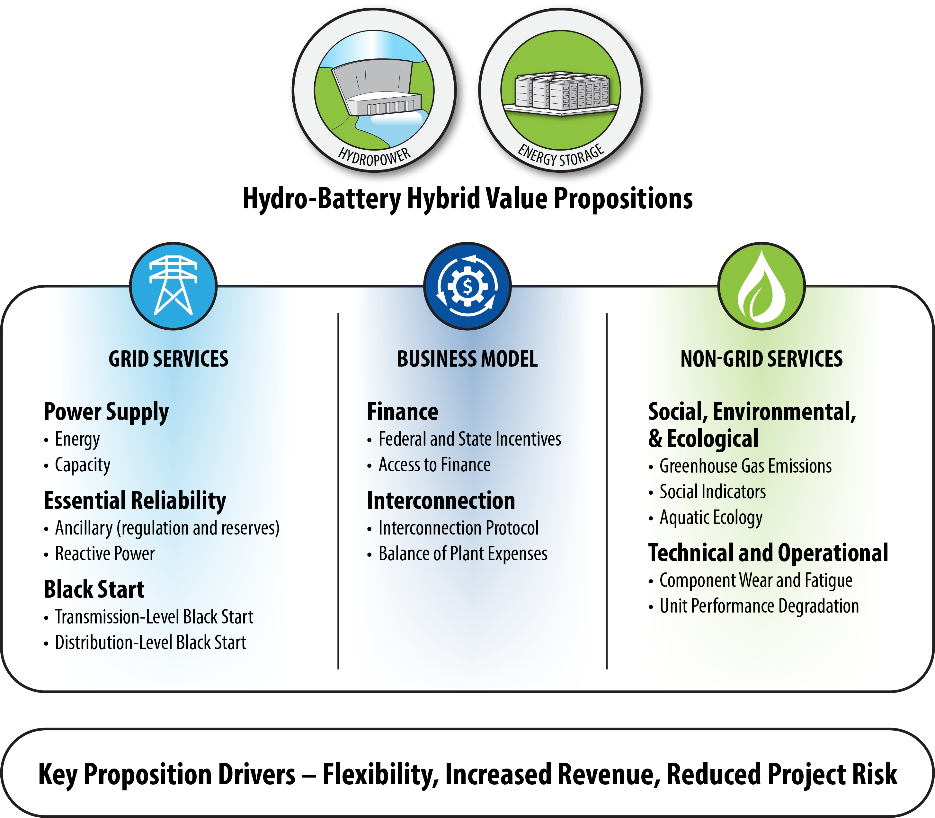 HYDROPOWER
ENERGY STORAGE
Hydro-Battery Hybrid Value Propositions
GRID SERVICES
Power Supply
• Energy
• Capacity
Essential Reliability
• Ancillary (regulation and reserves)
• Reactive Power
Black Start
• Transmission-Level Black Start
• Distribution-Level Black Start
BUSINESS MODEL
Finance
• Federal and State Incentives
• Access to Finance
Interconnection
• Interconnection Protocol
• Balance of Plant Expenses
NON-GRID SERVICES
Social, Environmental,
& Ecological
• Greenhouse Gas Emissions
• Social Indicators
• Aquatic Ecology
Technical and Operational
• Component Wear and Fatigue
• Unit Performance Degradation
Key Proposition Drivers – Flexibility, Increased Revenue, Reduced Project Risk
$